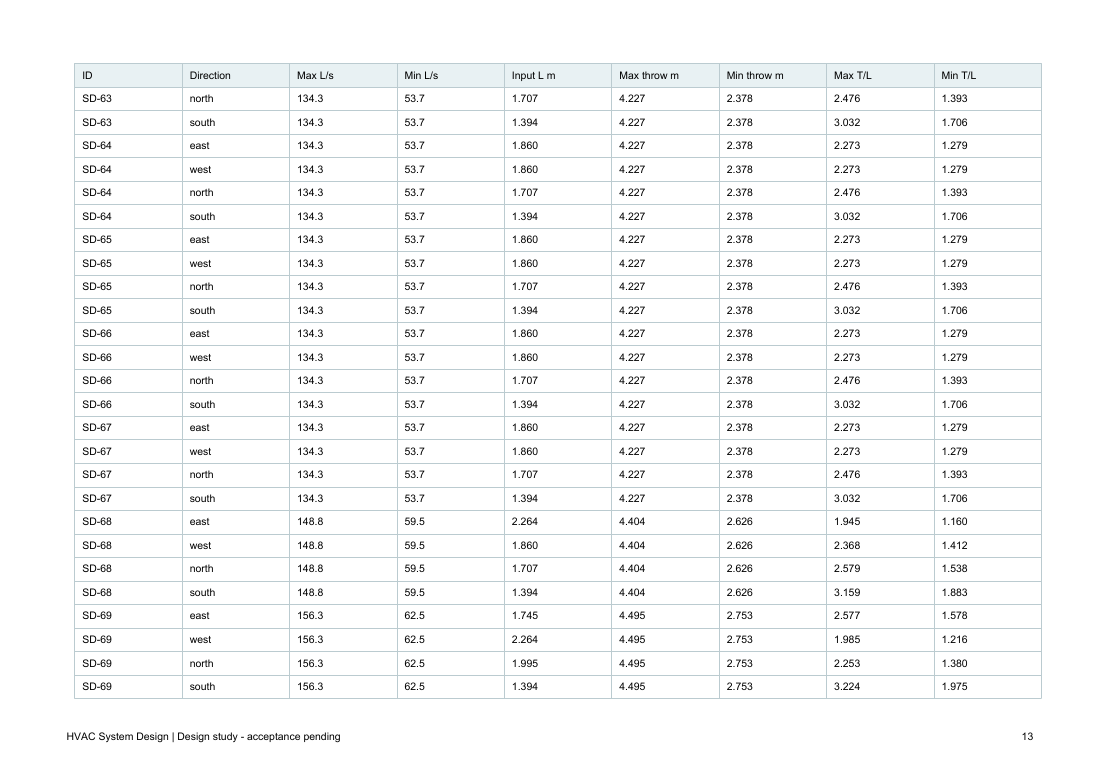 ID Direction Max L/s Min L/s Input L m Max throw m Min throw m Max T/L Min T/L
SD-63 north 134.3 53.7 1.707 4.227 2.378 2.476 1.393
SD-63 south 134.3 53.7 1.394 4.227 2.378 3.032 1.706
SD-64 east 134.3 53.7 1.860 4.227 2.378 2.273 1.279
SD-64 west 134.3 53.7 1.860 4.227 2.378 2.273 1.279
SD-64 north 134.3 53.7 1.707 4.227 2.378 2.476 1.393
SD-64 south 134.3 53.7 1.394 4.227 2.378 3.032 1.706
SD-65 east 134.3 53.7 1.860 4.227 2.378 2.273 1.279
SD-65 west 134.3 53.7 1.860 4.227 2.378 2.273 1.279
SD-65 north 134.3 53.7 1.707 4.227 2.378 2.476 1.393
SD-65 south 134.3 53.7 1.394 4.227 2.378 3.032 1.706
SD-66 east 134.3 53.7 1.860 4.227 2.378 2.273 1.279
SD-66 west 134.3 53.7 1.860 4.227 2.378 2.273 1.279
SD-66 north 134.3 53.7 1.707 4.227 2.378 2.476 1.393
SD-66 south 134.3 53.7 1.394 4.227 2.378 3.032 1.706
SD-67 east 134.3 53.7 1.860 4.227 2.378 2.273 1.279
SD-67 west 134.3 53.7 1.860 4.227 2.378 2.273 1.279
SD-67 north 134.3 53.7 1.707 4.227 2.378 2.476 1.393
SD-67 south 134.3 53.7 1.394 4.227 2.378 3.032 1.706
SD-68 east 148.8 59.5 2.264 4.404 2.626 1.945 1.160
SD-68 west 148.8 59.5 1.860 4.404 2.626 2.368 1.412
SD-68 north 148.8 59.5 1.707 4.404 2.626 2.579 1.538
SD-68 south 148.8 59.5 1.394 4.404 2.626 3.159 1.883
SD-69 east 156.3 62.5 1.745 4.495 2.753 2.577 1.578
SD-69 west 156.3 62.5 2.264 4.495 2.753 1.985 1.216
SD-69 north 156.3 62.5 1.995 4.495 2.753 2.253 1.380
SD-69 south 156.3 62.5 1.394 4.495 2.753 3.224 1.975
HVAC System Design | Design study - acceptance pending 13